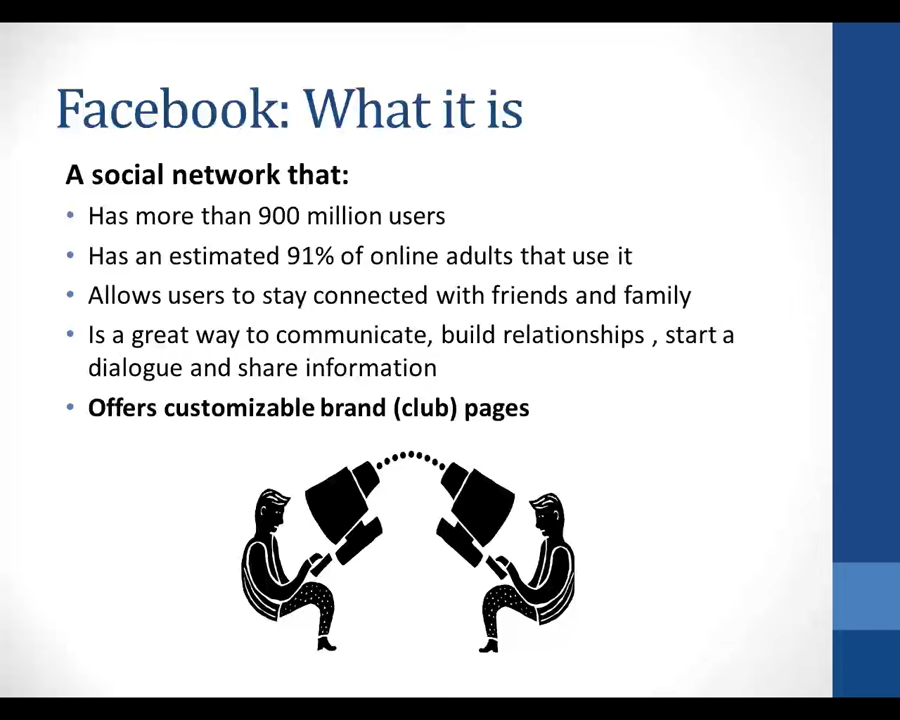 Facebook: What it is
A social network that:
• Has more than 900 million users
• Has an estimated 91% of online adults that use it
• Allows users to stay connected with friends and family
• Is a great way to communicate, build relationships , start a
dialogue and share information
• Offers customizable brand (club) pages